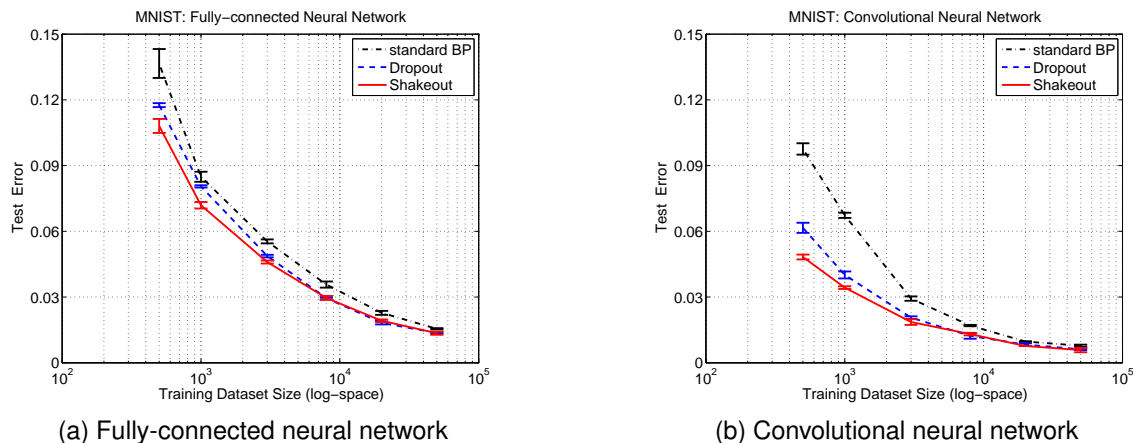 MNIST: Fully−connected Neural Network
0.15
0.12
0.09
0.06
0.03
0
Test Error
standard BP
Dropout
Shakeout
10^2
10^3
10^4
10^5
Training Dataset Size (log−space)
(a) Fully-connected neural network
MNIST: Convolutional Neural Network
0.15
0.12
0.09
0.06
0.03
0
Test Error
standard BP
Dropout
Shakeout
10^2
10^3
10^4
10^5
Training Dataset Size (log−space)
(b) Convolutional neural network